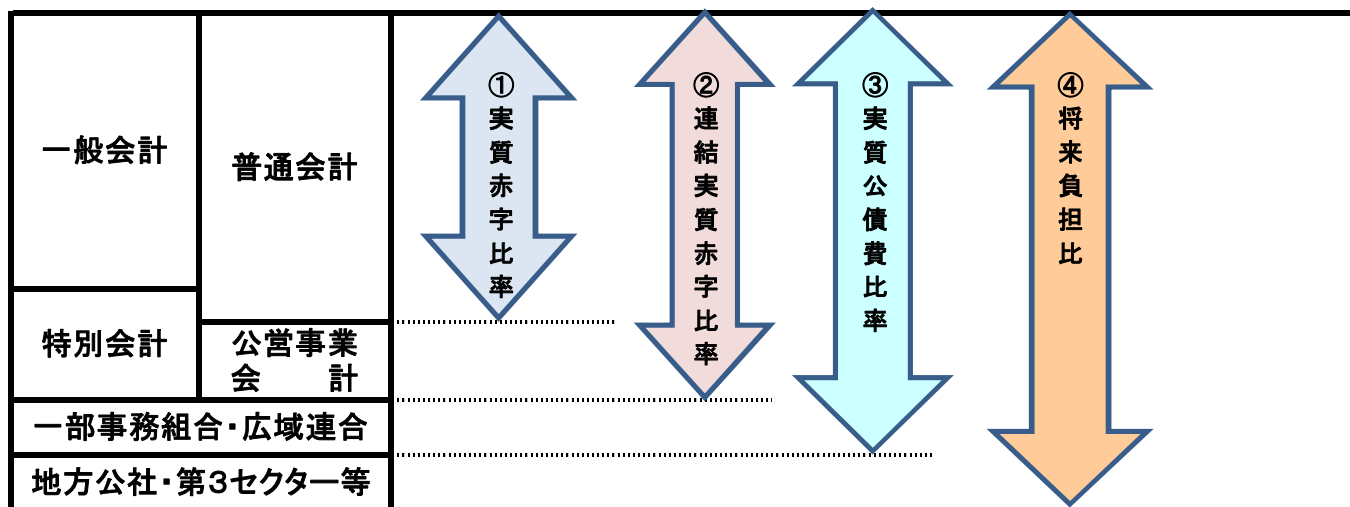 一般会計
普通会計
特別会計
公営事業
会　　計
一部事務組合・広域連合
地方公社・第3セクター等
①実質赤字比率
②連結実質赤字比率
③実質公債費比率
④将来負担比